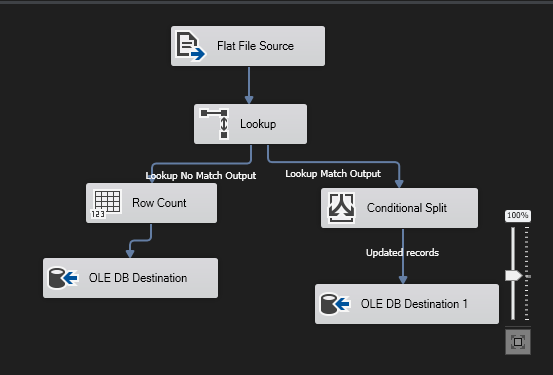 Flat File Source
Lookup
Lookup No Match Output
Lookup Match Output
123
Row Count
Conditional Split
100%
Updated records
OLE DB Destination
OLE DB Destination 1